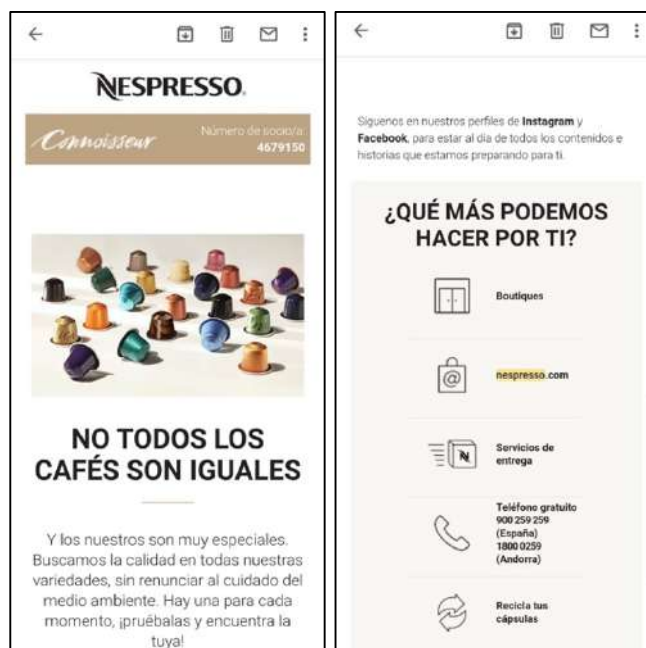 NESPRESSO.
Connoisseur
Número de socio/a:
4679150
NO TODOS LOS
CAFÉS SON IGUALES
Y los nuestros son muy especiales.
Buscamos la calidad en todas nuestras
variedades, sin renunciar al cuidado del
medio ambiente. Hay una para cada
momento, ¡pruébalas y encuentra la
tuya!
Síguenos en nuestros perfiles de Instagram y
Facebook, para estar al día de todos los contenidos e
historias que estamos preparando para ti.
¿QUÉ MÁS PODEMOS
HACER POR TI?
Boutiques
@
nespresso.com
Servicios de
entrega
N
Teléfono gratuito
900 259 259
(España)
1800 0259
(Andorra)
Recicla tus
cápsulas